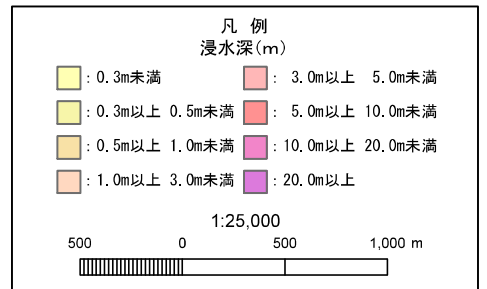 凡 例
浸水深(m)
: 0.3m未満
: 3.0m以上 5.0m未満
: 0.3m以上 0.5m未満
: 5.0m以上 10.0m未満
: 0.5m以上 1.0m未満
: 10.0m以上 20.0m未満
: 1.0m以上 3.0m未満
: 20.0m以上
1:25,000
500 0 500 1,000 m